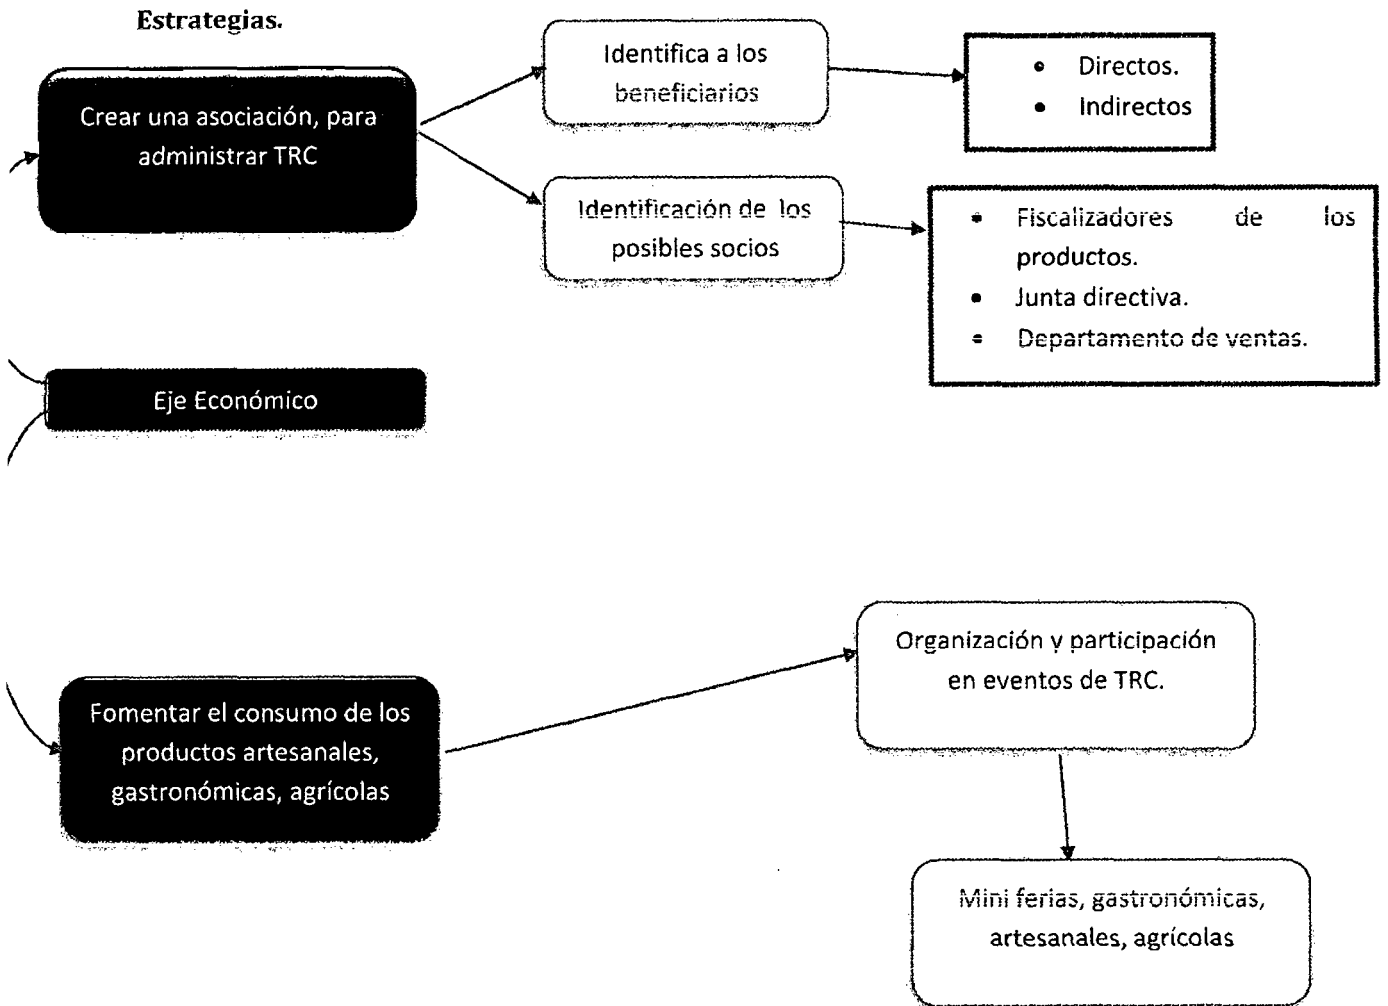 Estrategias.
Crear una asociación, para
administrar TRC
Identifica a los
beneficiarios
• Directos.
• Indirectos
Identificación de los
posibles socios
• Fiscalizadores de los
productos.
• Junta directiva.
• Departamento de ventas.
Eje Económico
Fomentar el consumo de los
productos artesanales,
gastronómicas, agrícolas
Organización y participación
en eventos de TRC.
Mini ferias, gastronómicas,
artesanales, agrícolas